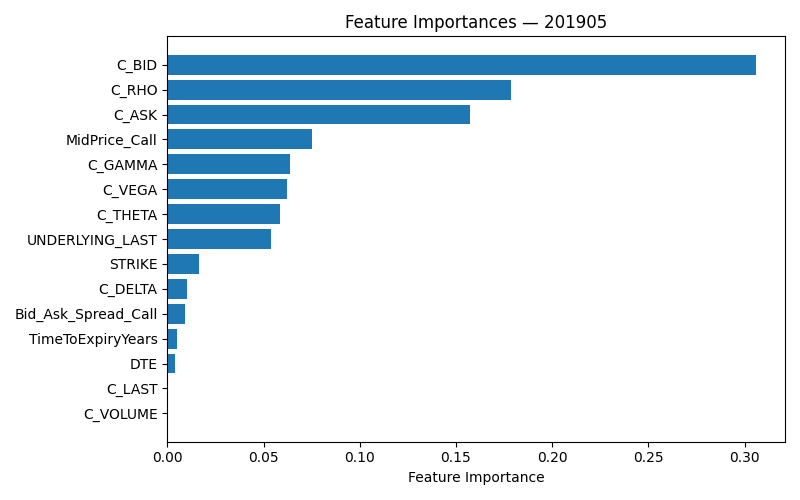 Feature Importances — 201905
C_BID
C_RHO
C_ASK
MidPrice_Call
C_GAMMA
C_VEGA
C_THETA
UNDERLYING_LAST
STRIKE
C_DELTA
Bid_Ask_Spread_Call
TimeToExpiryYears
DTE
C_LAST
C_VOLUME
0.00 0.05 0.10 0.15 0.20 0.25 0.30
Feature Importance